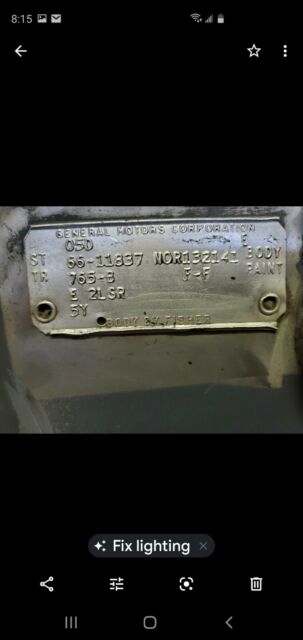 8:15
GENERAL MOTORS CORPORATION
05D E
ST 66-11837 NOR132141 BODY
TR 765-B F-F PAINT
E 2LSR
5Y
BODY BY FISHER
Fix lighting